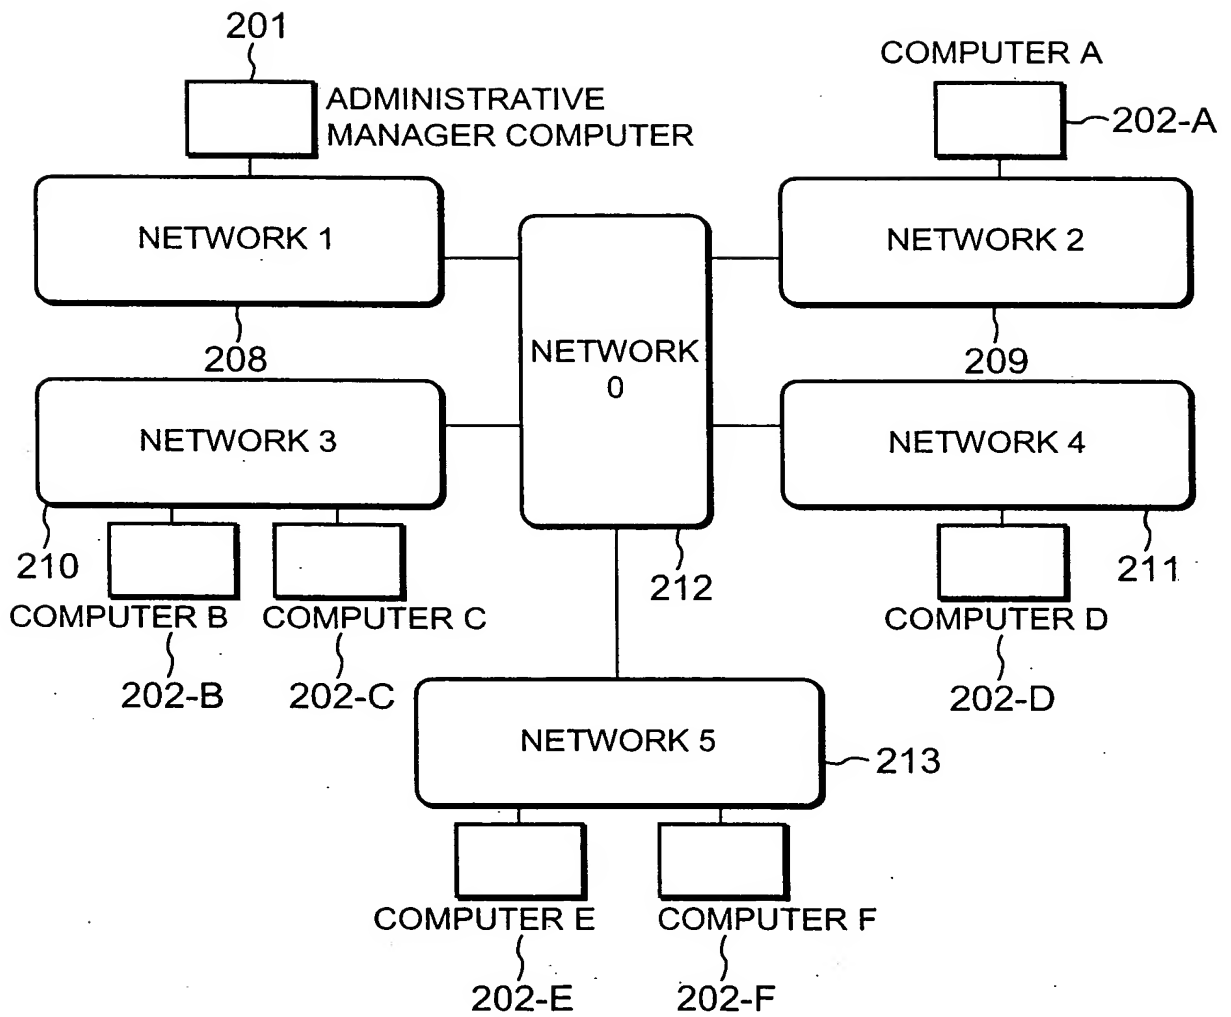 201
ADMINISTRATIVE
MANAGER COMPUTER
COMPUTER A
202-A
NETWORK 1
208
NETWORK 2
209
NETWORK
0
212
NETWORK 3
210
NETWORK 4
211
COMPUTER B
202-B
COMPUTER C
202-C
COMPUTER D
202-D
NETWORK 5
213
COMPUTER E
202-E
COMPUTER F
202-F